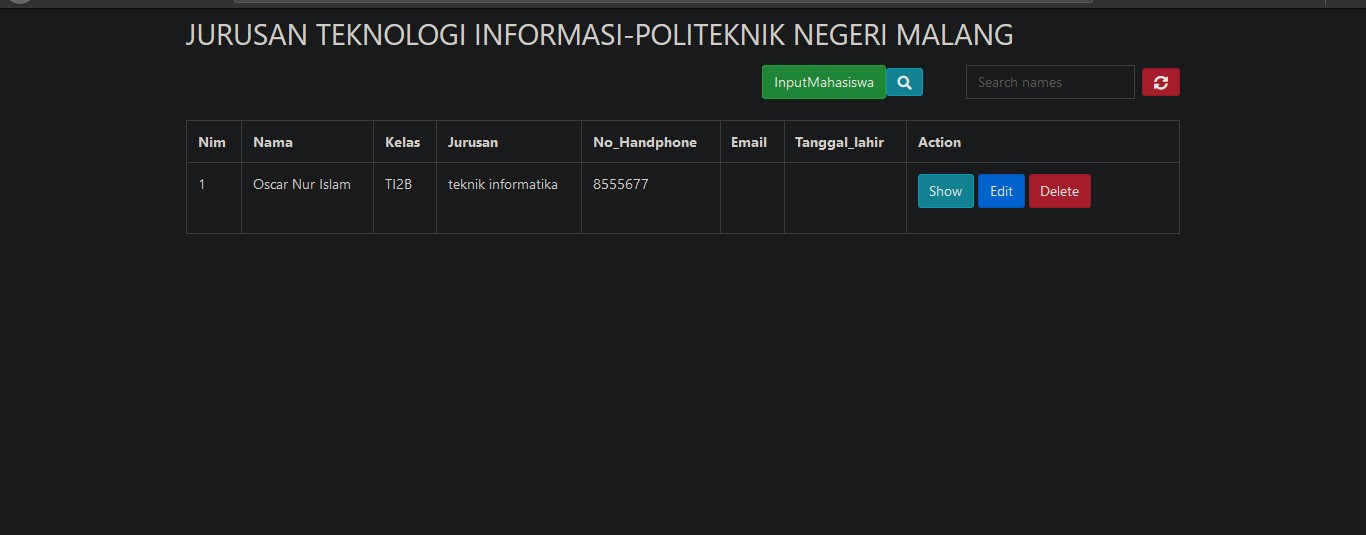 JURUSAN TEKNOLOGI INFORMASI-POLITEKNIK NEGERI MALANG
InputMahasiswa Search names
Nim Nama Kelas Jurusan No_Handphone Email Tanggal_lahir Action
1 Oscar Nur Islam TI2B teknik informatika 8555677 Show Edit Delete